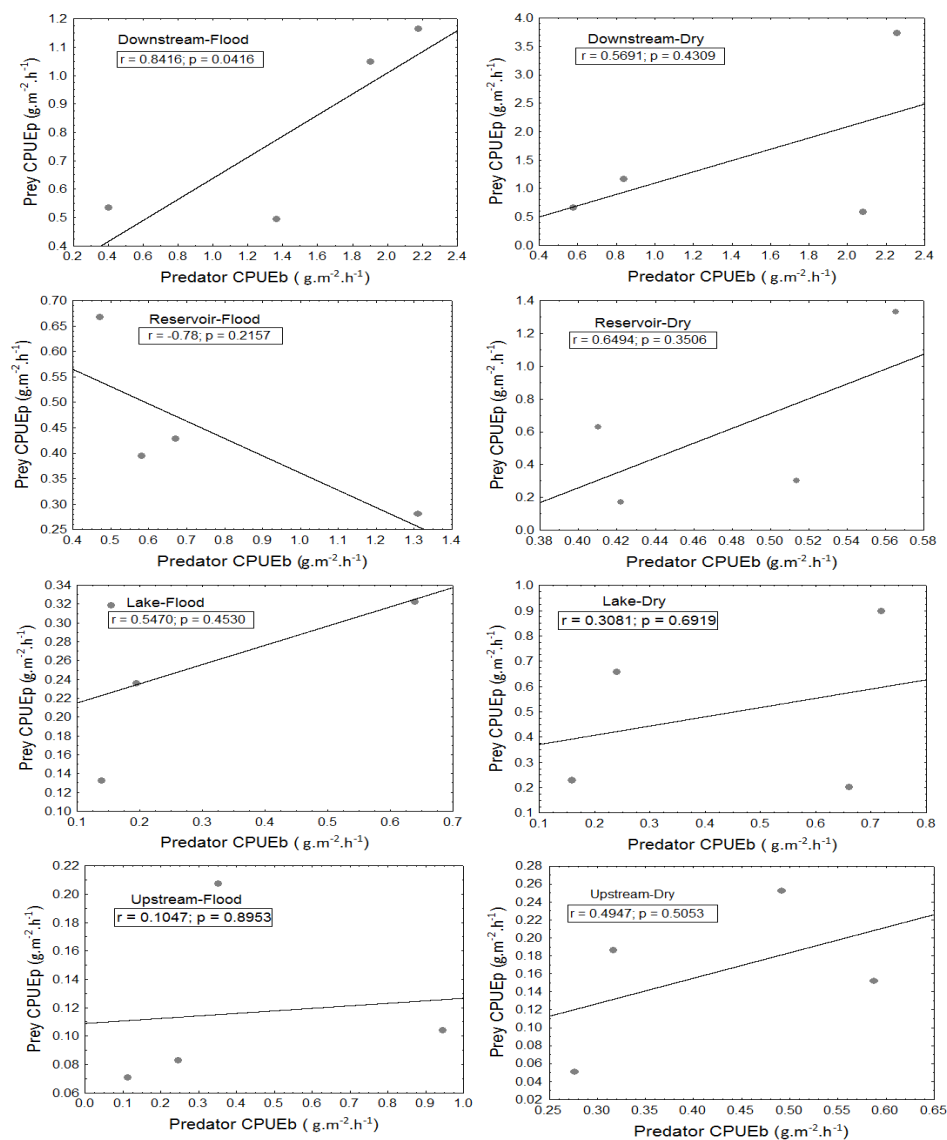 Downstream-Flood
r = 0.8416; p = 0.0416
Prey CPUEp (g.m⁻².h⁻¹)
1.2
1.1
1.0
0.9
0.8
0.7
0.6
0.5
0.4
0.2 0.4 0.6 0.8 1.0 1.2 1.4 1.6 1.8 2.0 2.2 2.4
Predator CPUEb ( g.m⁻².h⁻¹)
Downstream-Dry
r = 0.5691; p = 0.4309
Prey CPUEp (g.m⁻².h⁻¹)
4.0
3.5
3.0
2.5
2.0
1.5
1.0
0.5
0.0
0.4 0.6 0.8 1.0 1.2 1.4 1.6 1.8 2.0 2.2 2.4
Predator CPUEb ( g.m⁻².h⁻¹)
Reservoir-Flood
r = -0.78; p = 0.2157
Prey CPUEp (g.m⁻².h⁻¹)
0.70
0.65
0.60
0.55
0.50
0.45
0.40
0.35
0.30
0.25
0.4 0.5 0.6 0.7 0.8 0.9 1.0 1.1 1.2 1.3 1.4
Predator CPUEb (g.m⁻².h⁻¹)
Reservoir-Dry
r = 0.6494; p = 0.3506
Prey CPUEp (g.m⁻².h⁻¹)
1.4
1.2
1.0
0.8
0.6
0.4
0.2
0.0
0.38 0.40 0.42 0.44 0.46 0.48 0.50 0.52 0.54 0.56 0.58
Predator CPUEb (g.m⁻².h⁻¹)
Lake-Flood
r = 0.5470; p = 0.4530
Prey CPUEp (g.m⁻².h⁻¹)
0.34
0.32
0.30
0.28
0.26
0.24
0.22
0.20
0.18
0.16
0.14
0.12
0.10
0.1 0.2 0.3 0.4 0.5 0.6 0.7
Predator CPUEb ( g.m⁻².h⁻¹)
Lake-Dry
r = 0.3081; p = 0.6919
Prey CPUEp (g.m⁻².h⁻¹)
1.0
0.9
0.8
0.7
0.6
0.5
0.4
0.3
0.2
0.1
0.1 0.2 0.3 0.4 0.5 0.6 0.7 0.8
Predator CPUEb ( g.m⁻².h⁻¹)
Upstream-Flood
r = 0.1047; p = 0.8953
Prey CPUEp (g.m⁻².h⁻¹)
0.22
0.20
0.18
0.16
0.14
0.12
0.10
0.08
0.06
0.0 0.1 0.2 0.3 0.4 0.5 0.6 0.7 0.8 0.9 1.0
Predator CPUEb ( g.m⁻².h⁻¹)
Upstream-Dry
r = 0.4947; p = 0.5053
Prey CPUEp (g.m⁻².h⁻¹)
0.28
0.26
0.24
0.22
0.20
0.18
0.16
0.14
0.12
0.10
0.08
0.06
0.04
0.02
0.25 0.30 0.35 0.40 0.45 0.50 0.55 0.60 0.65
Predator CPUEb (g.m⁻².h⁻¹)